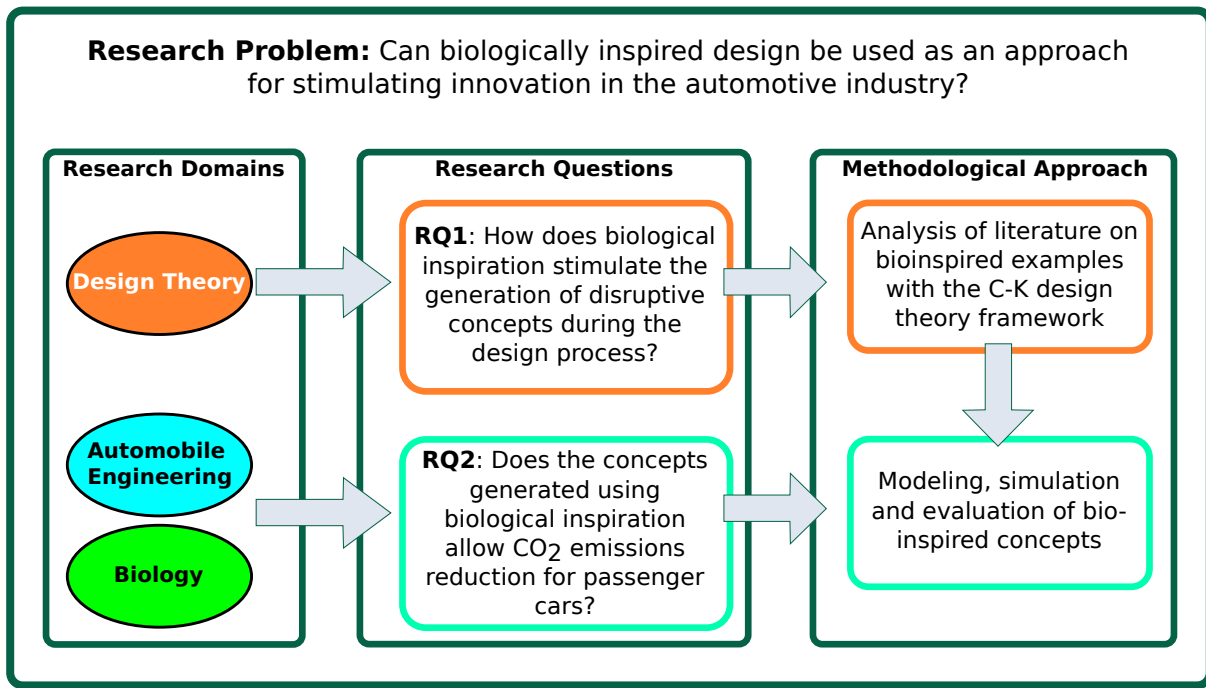 Research Problem: Can biologically inspired design be used as an approach
for stimulating innovation in the automotive industry?
Research Domains
Design Theory
Automobile
Engineering
Biology
Research Questions
RQ1: How does biological
inspiration stimulate the
generation of disruptive
concepts during the
design process?
RQ2: Does the concepts
generated using
biological inspiration
allow CO2 emissions
reduction for passenger
cars?
Methodological Approach
Analysis of literature on
bioinspired examples
with the C-K design
theory framework
Modeling, simulation
and evaluation of bio-
inspired concepts